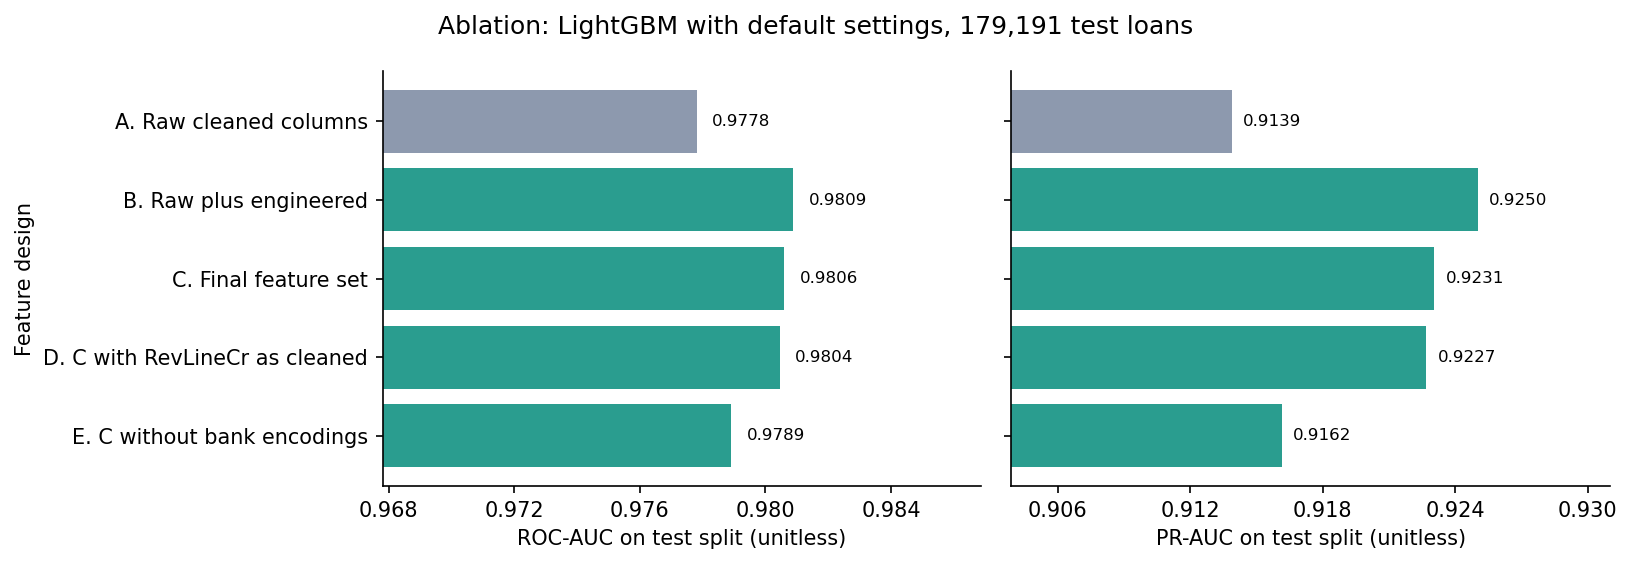 Ablation: LightGBM with default settings, 179,191 test loans
Feature design
A. Raw cleaned columns
B. Raw plus engineered
C. Final feature set
D. C with RevLineCr as cleaned
E. C without bank encodings
0.9778
0.9809
0.9806
0.9804
0.9789
0.968 0.972 0.976 0.980 0.984
ROC-AUC on test split (unitless)
0.9139
0.9250
0.9231
0.9227
0.9162
0.906 0.912 0.918 0.924 0.930
PR-AUC on test split (unitless)